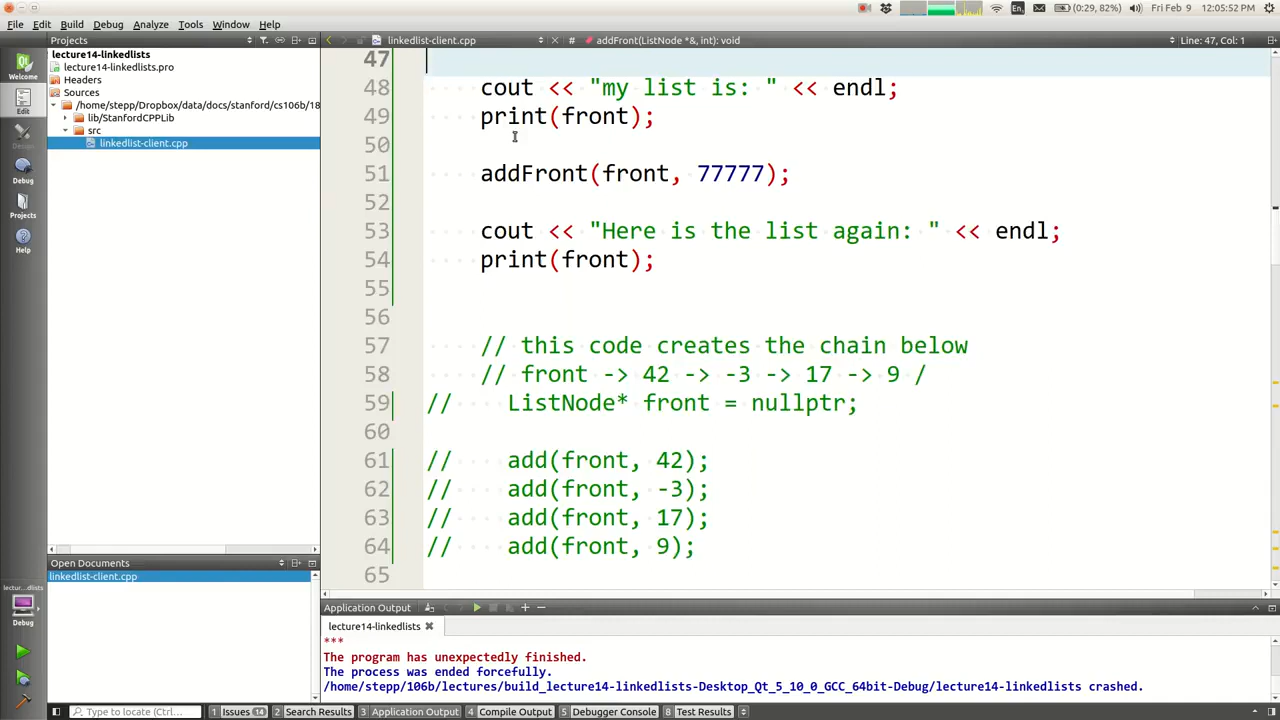 En
(0:29, 82%)
Fri Feb 9 12:05:52
File Edit Build Debug Analyze Tools Window Help
Projects
linkedlist-client.cpp
#
addFront(ListNode *&, int): void
Line: 47, Col: 1
Welcome
Edit
Design
Debug
Projects
Help
lecture14-linkedlists
lecture14-linkedlists.pro
Headers
Sources
/home/stepp/Dropbox/data/docs/stanford/cs106b/18
lib/StanfordCPPLib
src
linkedlist-client.cpp
47
48 cout << "my list is: " << endl;
49 print(front);
50
51 addFront(front, 77777);
52
53 cout << "Here is the list again: " << endl;
54 print(front);
55
56
57 // this code creates the chain below
58 // front -> 42 -> -3 -> 17 -> 9 /
59 // ListNode* front = nullptr;
60
61 // add(front, 42);
62 // add(front, -3);
63 // add(front, 17);
64 // add(front, 9);
65
Open Documents
linkedlist-client.cpp
lectur...dlists
Debug
Application Output
lecture14-linkedlists
***
The program has unexpectedly finished.
The process was ended forcefully.
/home/stepp/106b/lectures/build_lecture14-linkedlists-Desktop_Qt_5_10_0_GCC_64bit-Debug/lecture14-linkedlists crashed.
Type to locate (Ctrl...
1 Issues 14
2 Search Results
3 Application Output
4 Compile Output
5 Debugger Console
8 Test Results